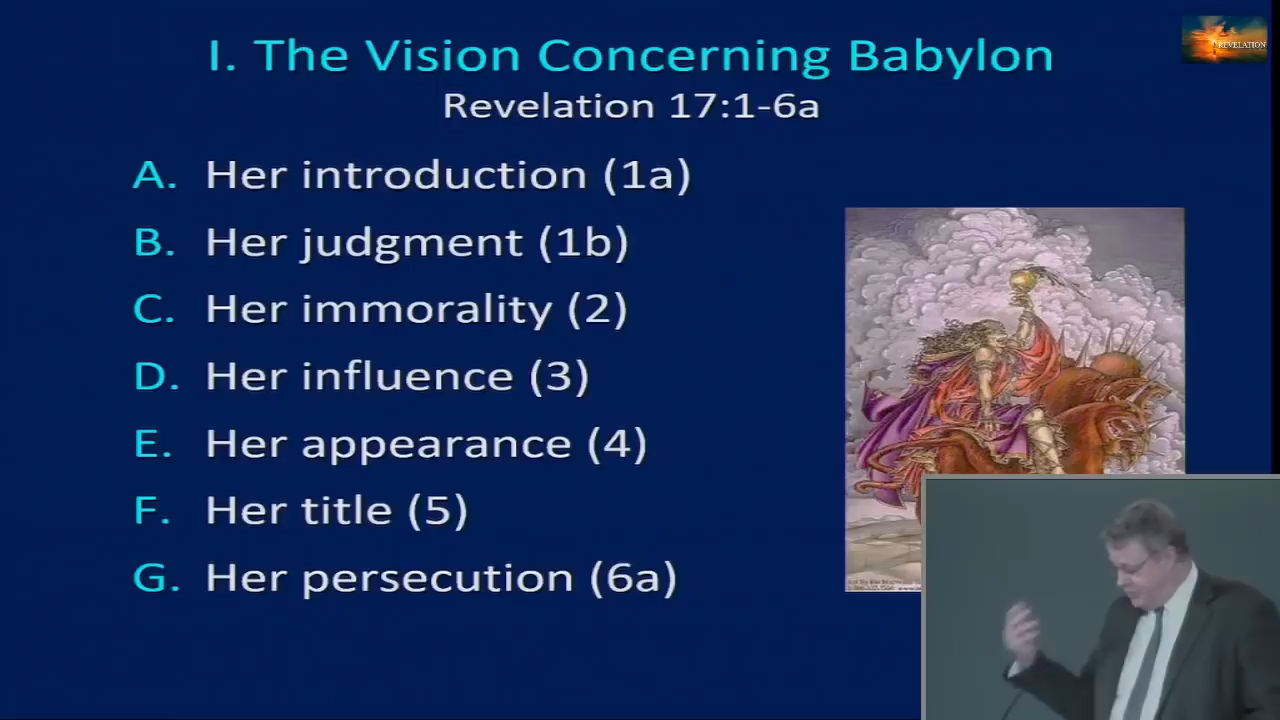 I. The Vision Concerning Babylon
REVELATION
Revelation 17:1-6a
A. Her introduction (1a)
B. Her judgment (1b)
C. Her immorality (2)
D. Her influence (3)
E. Her appearance (4)
F. Her title (5)
G. Her persecution (6a)